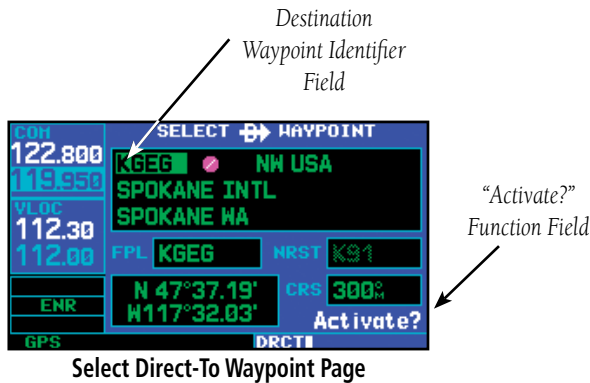 Destination
Waypoint Identifier
Field
COM
122.800
119.950
VLOC
112.30
112.00
ENR
GPS
SELECT D WAYPOINT
KGEG NW USA
SPOKANE INTL
SPOKANE WA
FPL KGEG NRST K91
N 47°37.19' CRS 300°M
W117°32.03'
Activate?
DRCT
“Activate?”
Function Field
Select Direct-To Waypoint Page